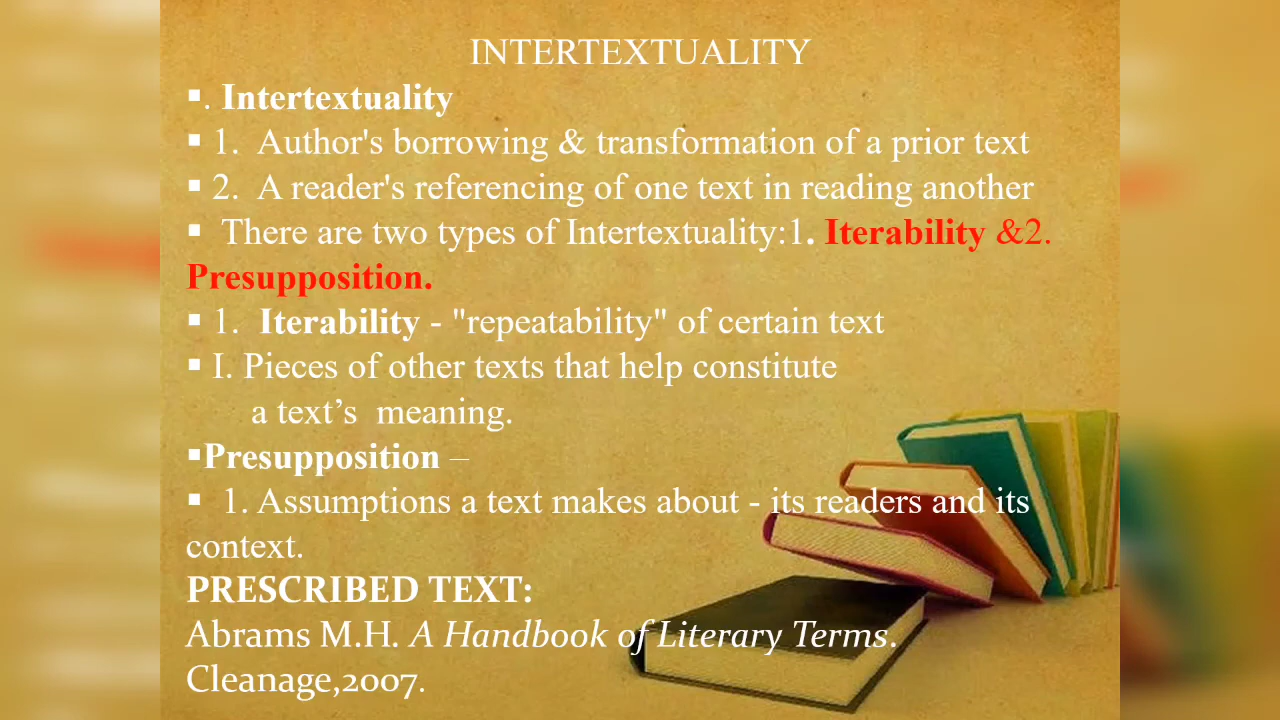 INTERTEXTUALITY
▪. Intertextuality
▪ 1. Author's borrowing & transformation of a prior text
▪ 2. A reader's referencing of one text in reading another
▪ There are two types of Intertextuality:1. Iterability &2.
Presupposition.
▪ 1. Iterability - "repeatability" of certain text
▪ I. Pieces of other texts that help constitute
a text’s meaning.
▪Presupposition –
▪ 1. Assumptions a text makes about - its readers and its
context.
PRESCRIBED TEXT:
Abrams M.H. A Handbook of Literary Terms.
Cleanage,2007.